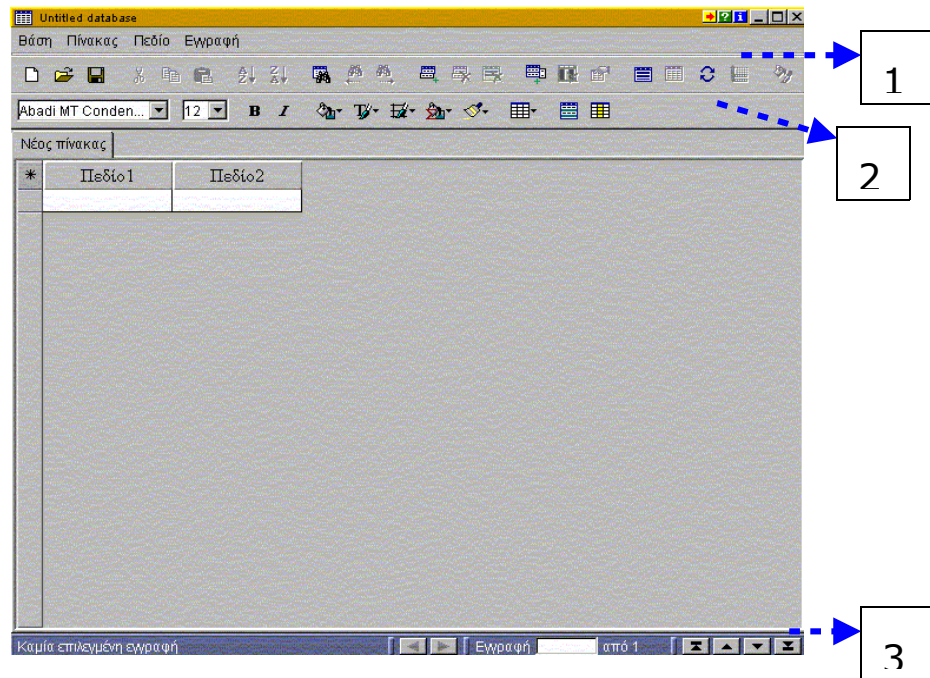 Untitled database
Βάση Πίνακας Πεδίο Εγγραφή
1
Abadi MT Conden... 12 B I
2
Νέος πίνακας
* Πεδίο1 Πεδίο2
Καμία επιλεγμένη εγγραφή Εγγραφή από 1
3